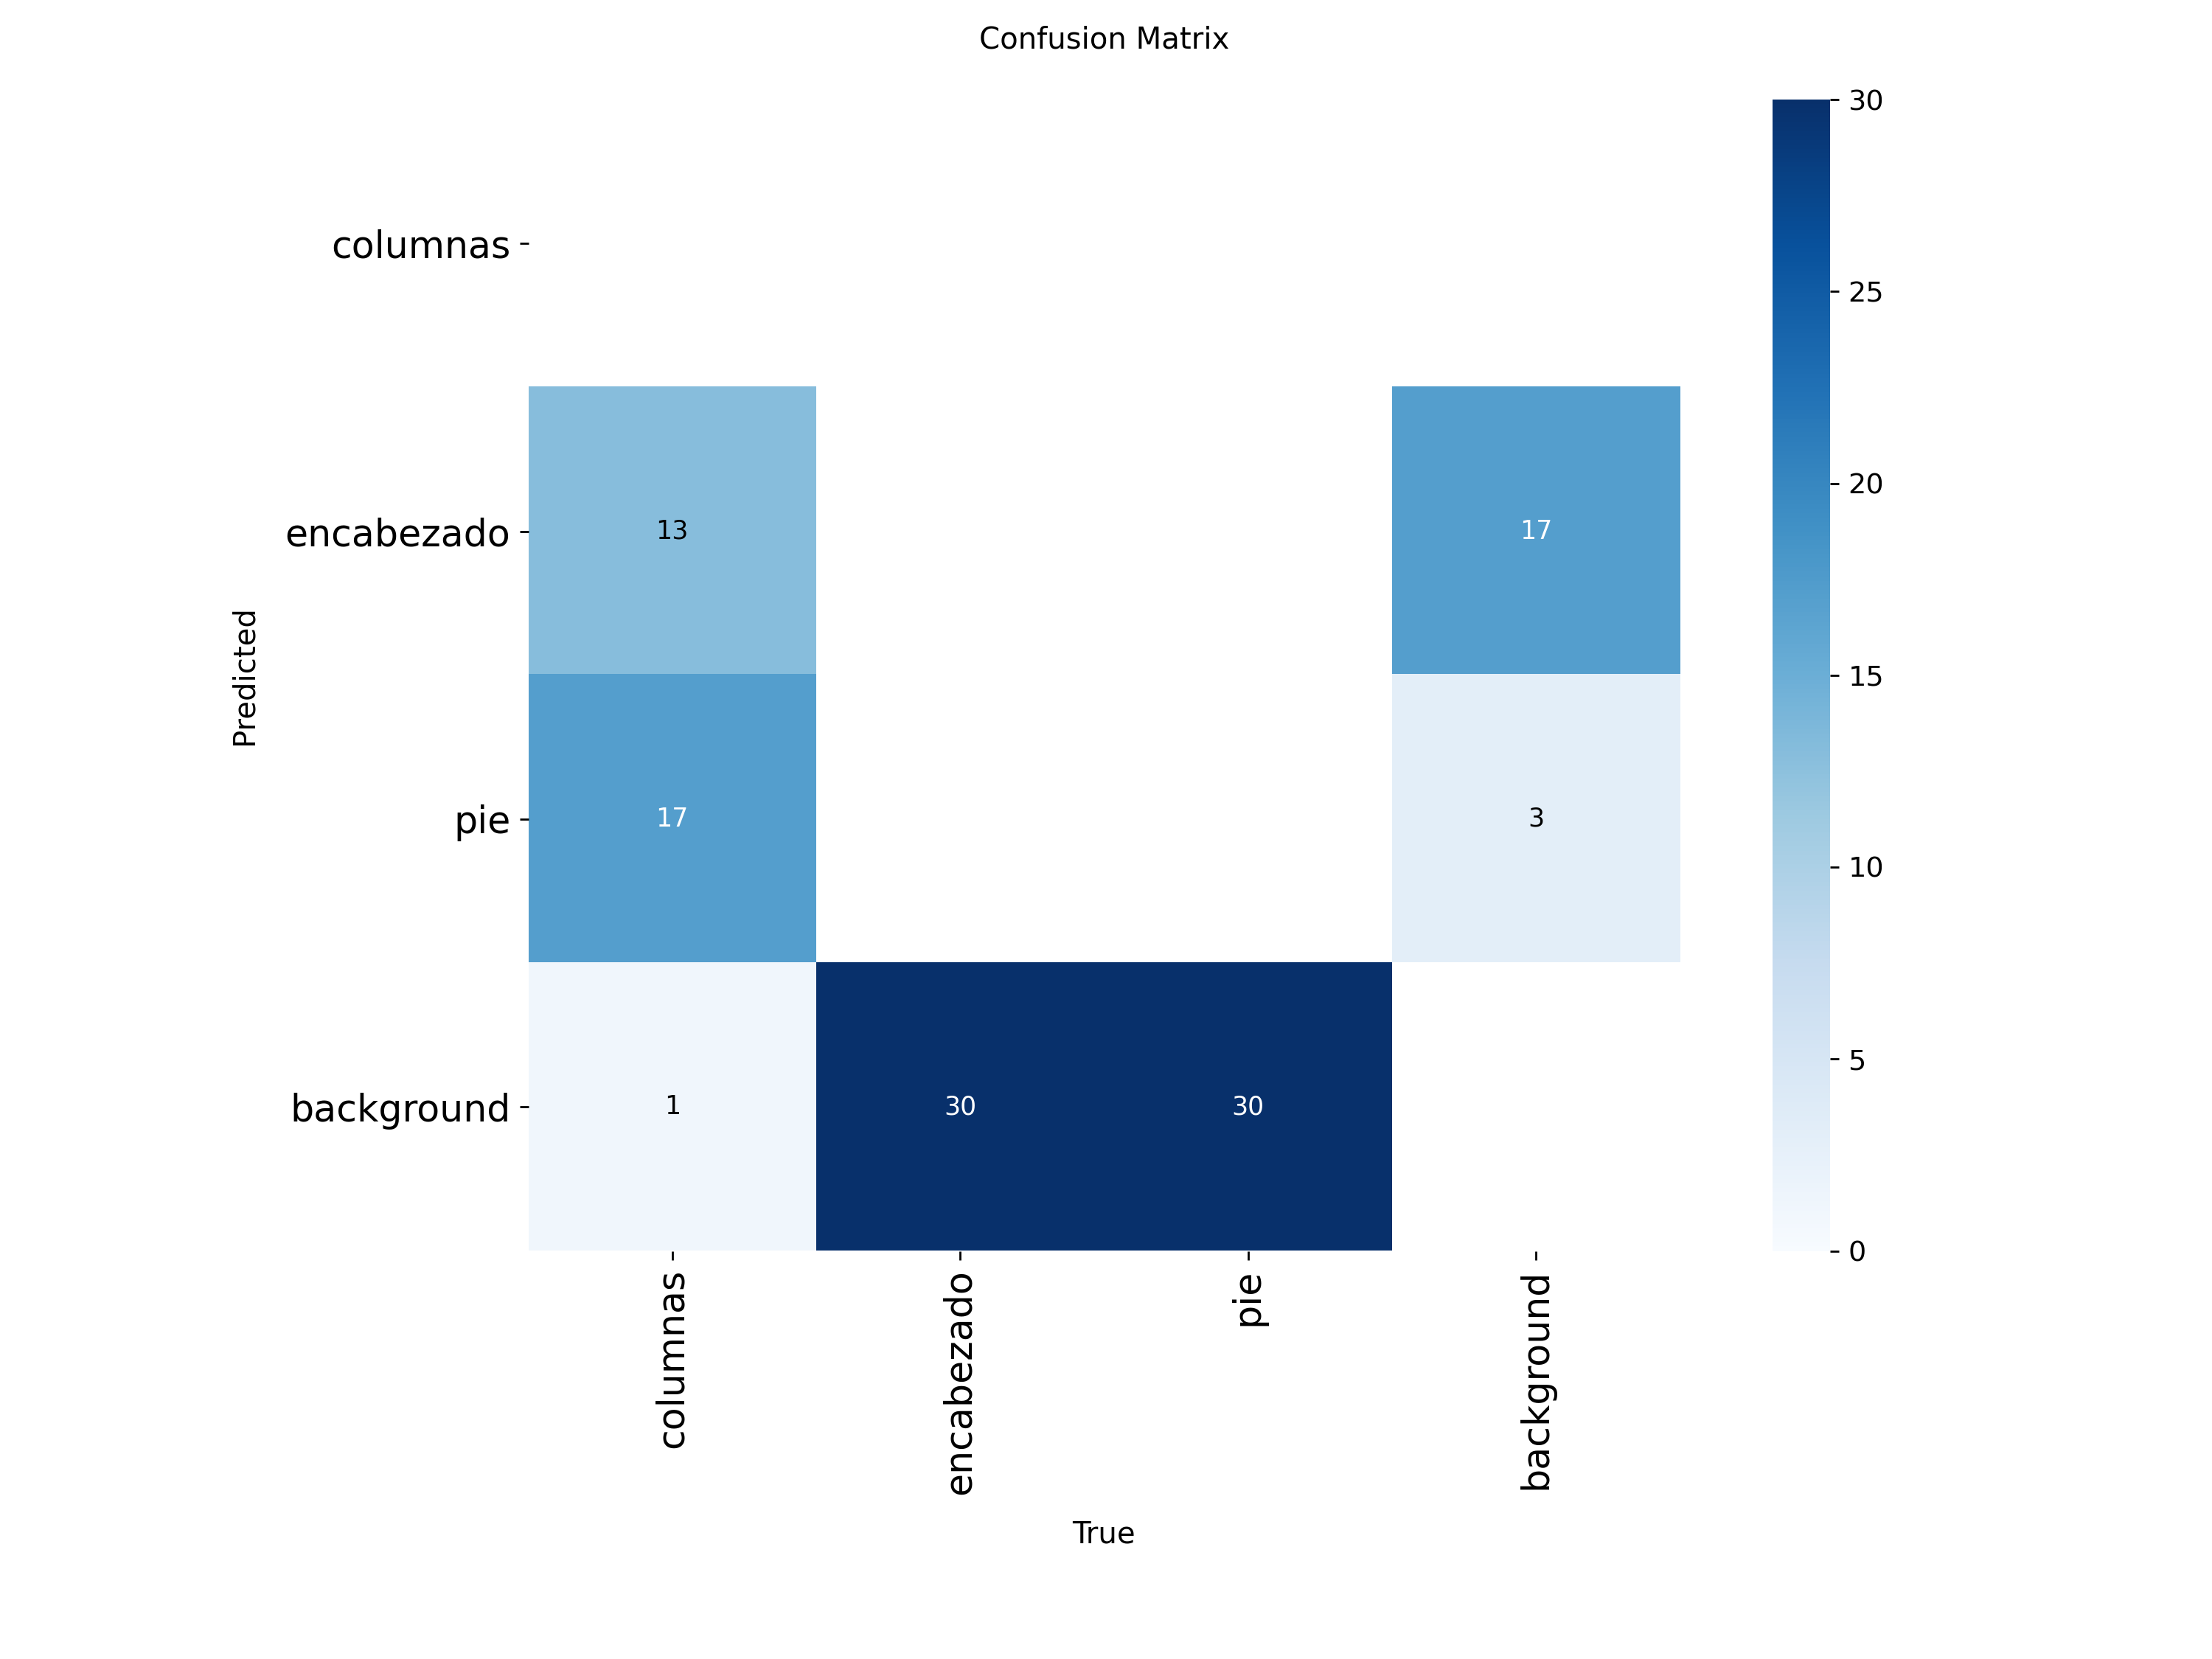 Confusion Matrix
columnas
encabezado
pie
background
Predicted
13
17
17
3
1
30
30
columnas
encabezado
pie
background
True
30
25
20
15
10
5
0